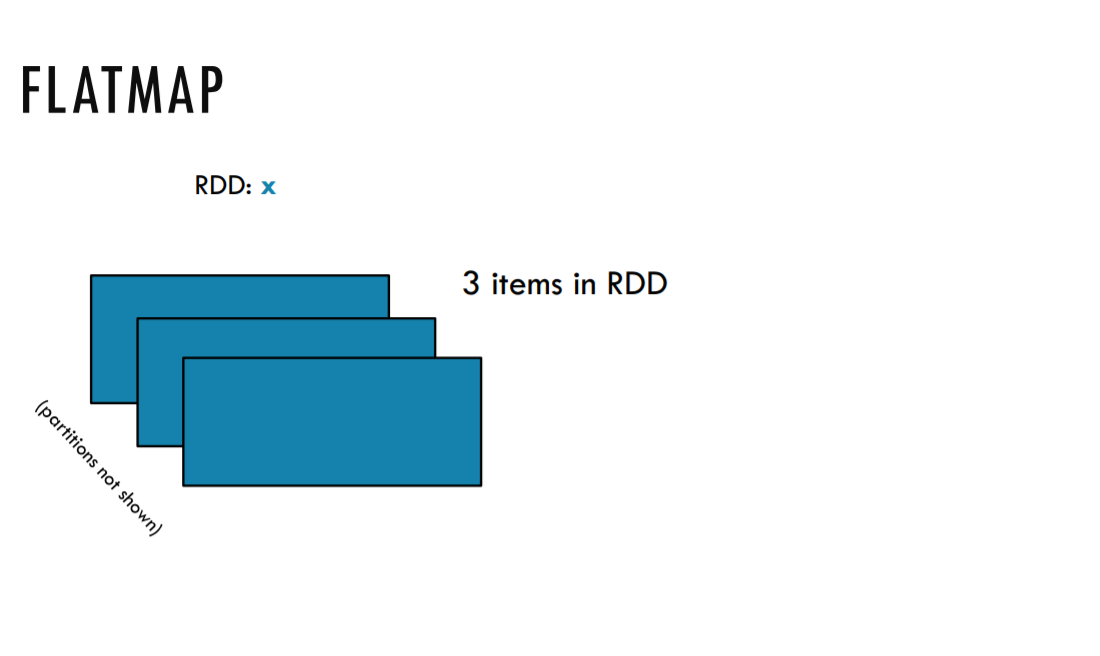 FLATMAP
RDD: x
3 items in RDD
(partitions not shown)